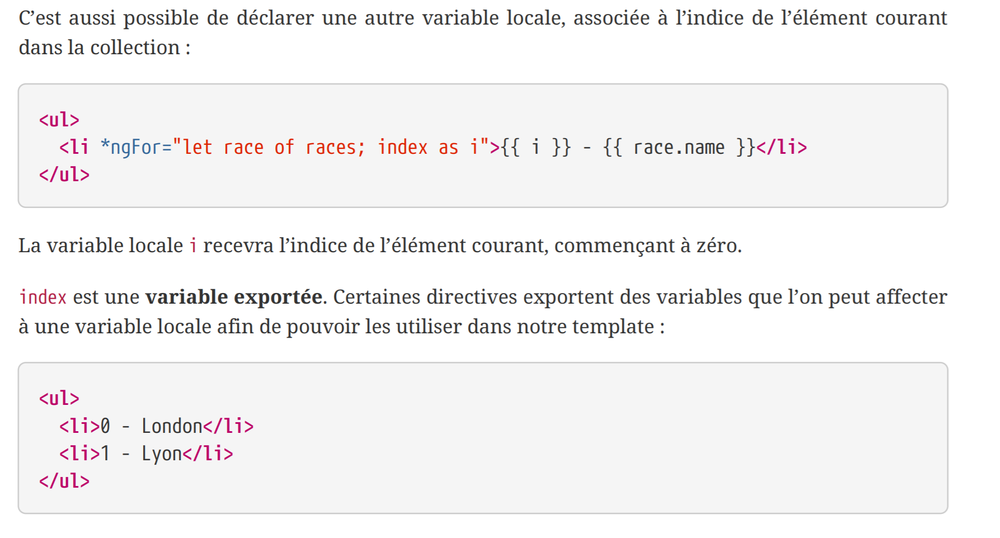 C’est aussi possible de déclarer une autre variable locale, associée à l’indice de l’élément courant
dans la collection :
<ul>
  <li *ngFor="let race of races; index as i">{{ i }} - {{ race.name }}</li>
</ul>
La variable locale i recevra l’indice de l’élément courant, commençant à zéro.
index est une variable exportée. Certaines directives exportent des variables que l’on peut affecter
à une variable locale afin de pouvoir les utiliser dans notre template :
<ul>
  <li>0 - London</li>
  <li>1 - Lyon</li>
</ul>